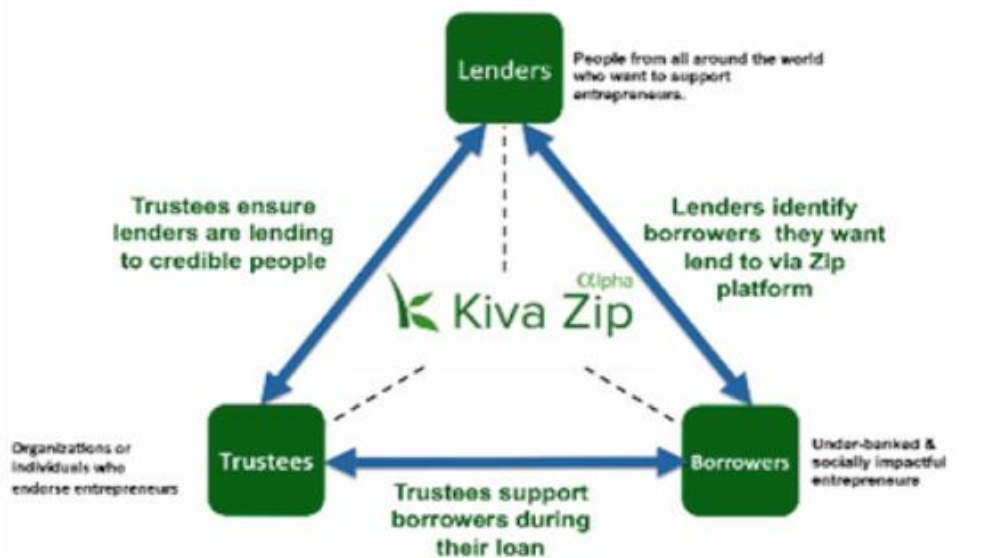 Lenders
People from all around the world
who want to support
entrepreneurs.
Trustees ensure
lenders are lending
to credible people
Lenders identify
borrowers they want
lend to via Zip
platform
αlpha
Kiva Zip
Organizations or
individuals who
endorse entrepreneurs
Trustees
Borrowers
Under-banked &
socially impactful
entrepreneurs
Trustees support
borrowers during
their loan